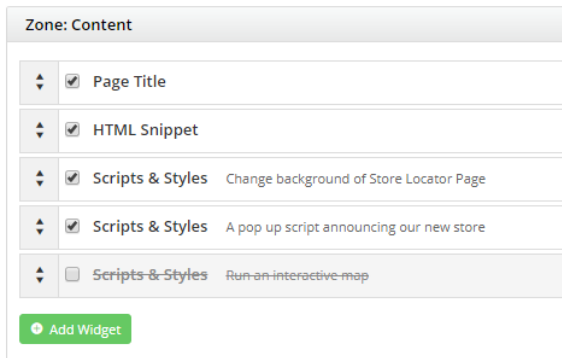 Zone: Content
Page Title
HTML Snippet
Scripts & Styles Change background of Store Locator Page
Scripts & Styles A pop up script announcing our new store
Scripts & Styles Run an interactive map
Add Widget